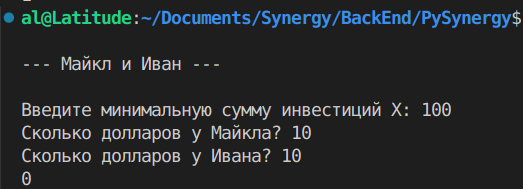 al@Latitude:~/Documents/Synergy/BackEnd/PySynergy$
--- Майкл и Иван ---
Введите минимальную сумму инвестиций X: 100
Сколько долларов у Майкла? 10
Сколько долларов у Ивана? 10
0